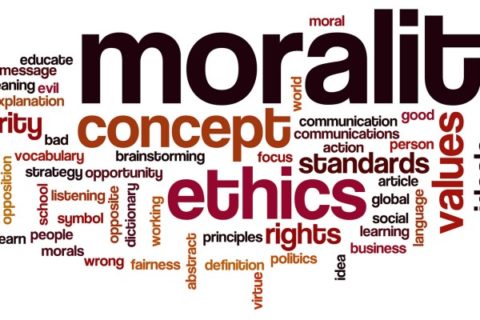 moral
moralit
educate
message
eaning
evil
xplanation
world
rity
concept
communication
good
communications
bad
action
person
values
vocabulary
brainstorming
focus
standards
opposition
strategy
opportunity
article
ethics
school
listening
opposite
dictionary
working
global
language
symbol
social
earn
people
principles
rights
learning
morals
business
wrong
fairness
abstract
definition
politics
idea
virtue